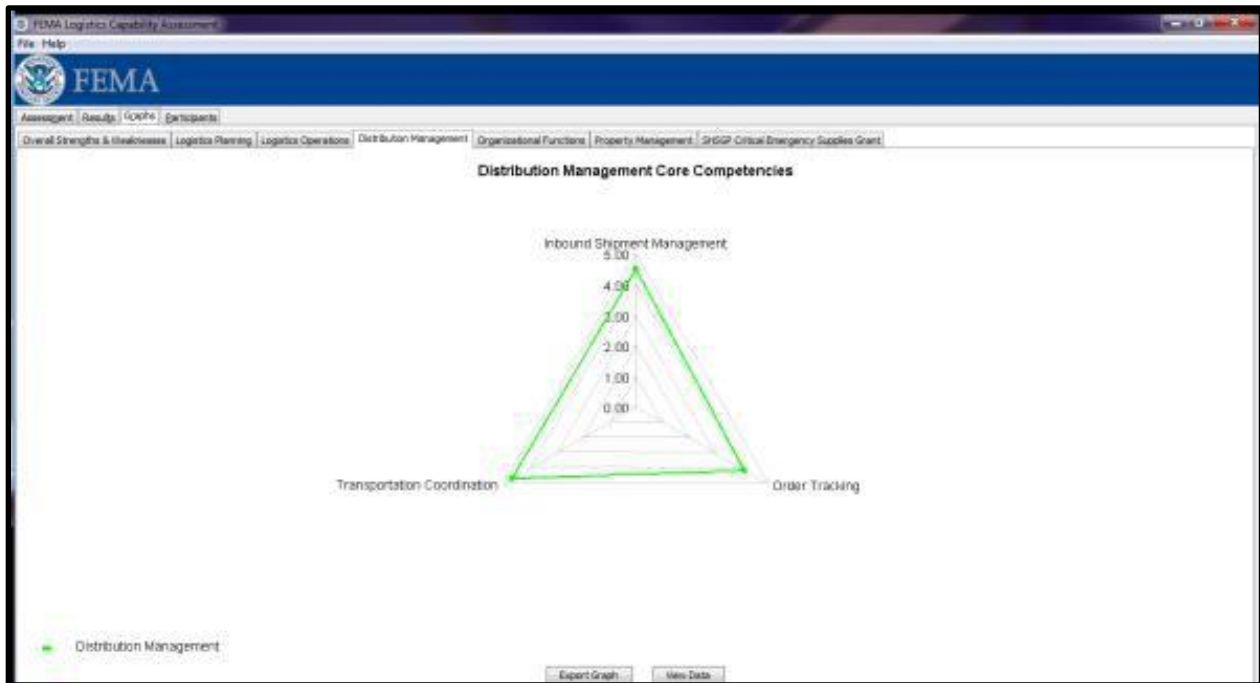 FEMA Logistics Capability Assessment
File Help
FEMA
Assessment Results Graphs Participants
Overall Strengths & Weaknesses Logistics Planning Logistics Operations Distribution Management Organizational Functions Property Management SHSGP Critical Emergency Supplies Grant
Distribution Management Core Competencies
Inbound Shipment Management
5.00
4.00
3.00
2.00
1.00
0.00
Transportation Coordination
Order Tracking
Distribution Management
Export Graph View Data